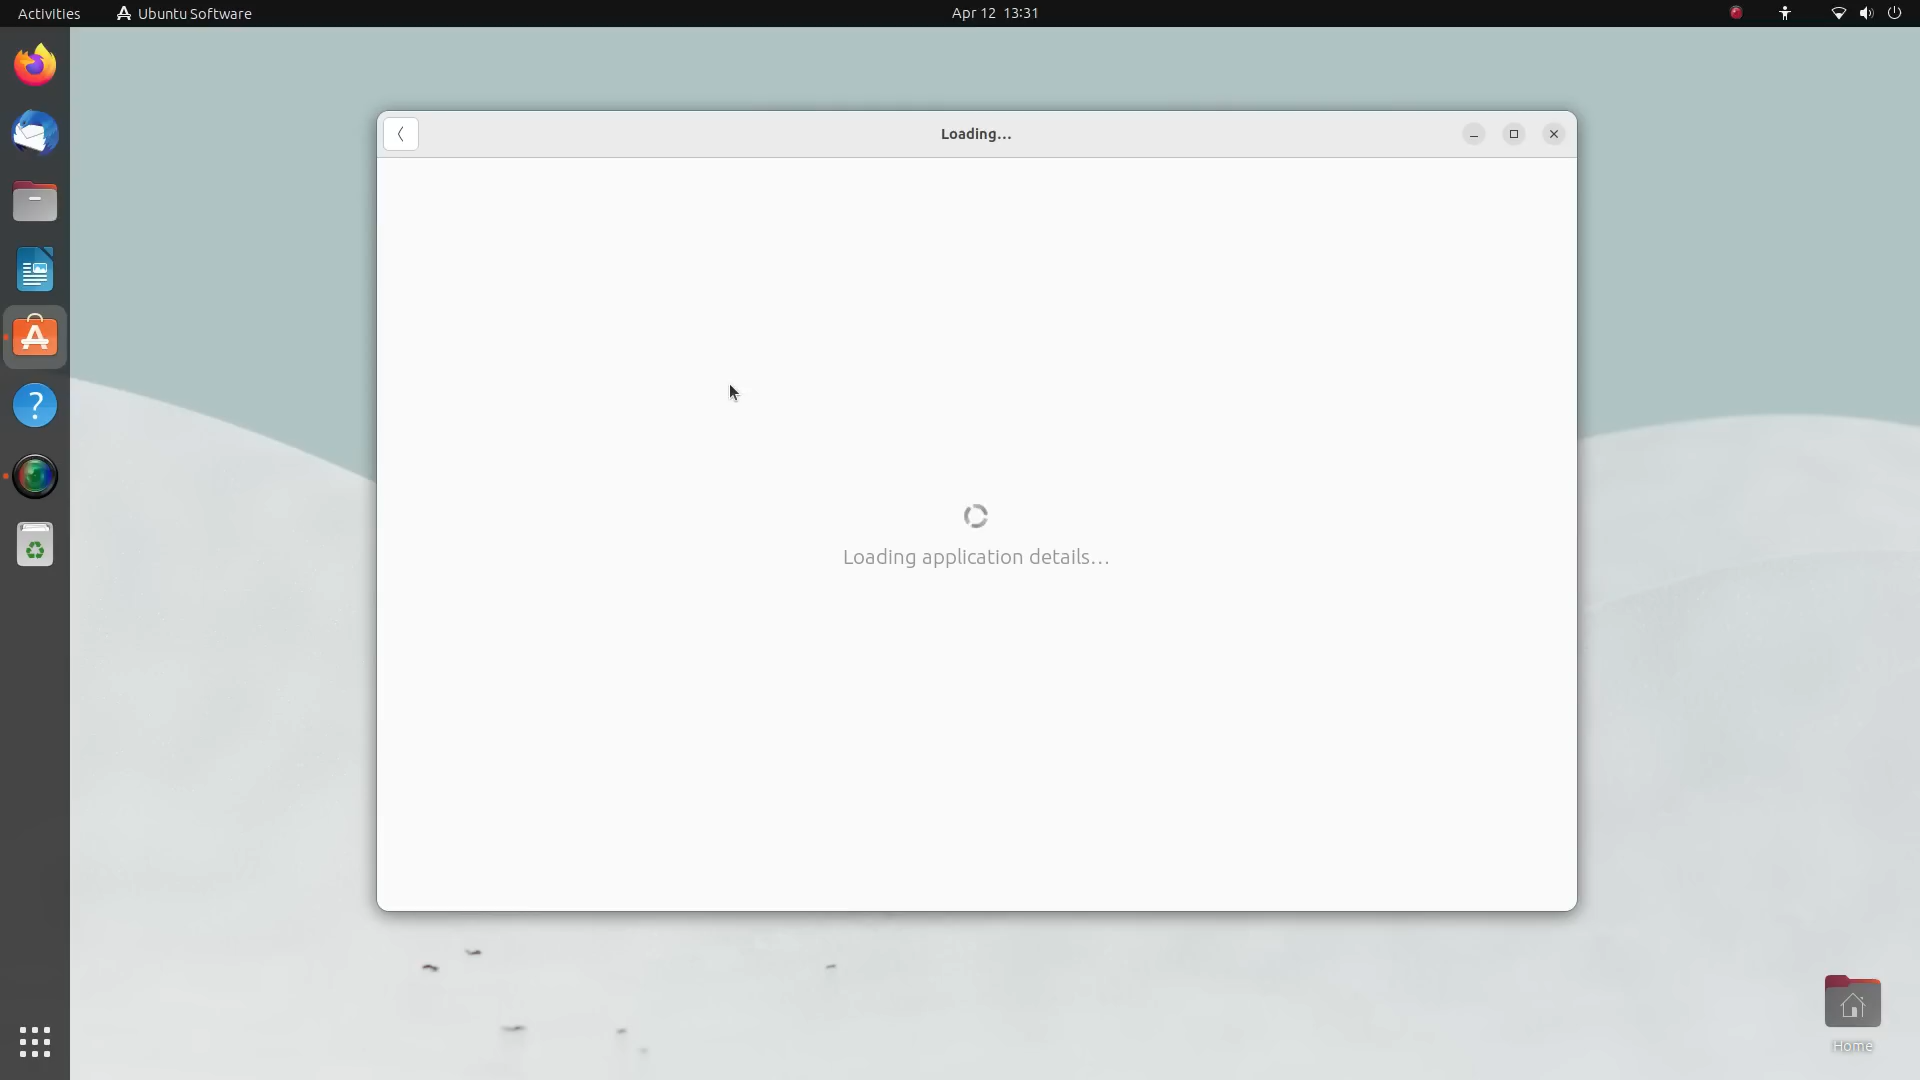 Activities
Ubuntu Software
Apr 12 13:31
Loading…
Loading application details…
Home